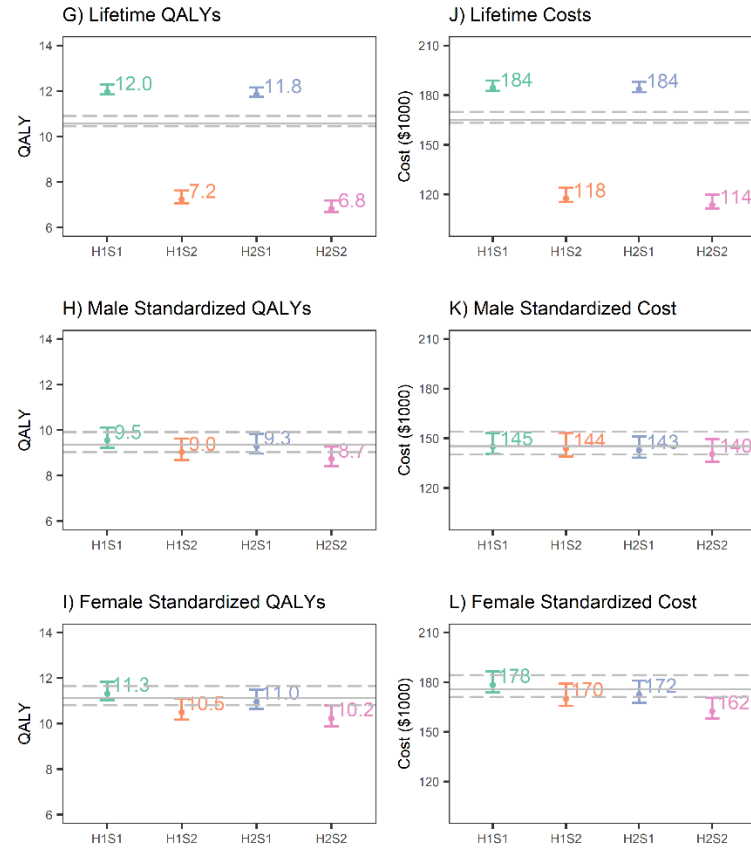 G) Lifetime QALYs
14
12
10
8
6
QALY
12.0
7.2
11.8
6.8
H1S1 H1S2 H2S1 H2S2
J) Lifetime Costs
210
180
150
120
Cost ($1000)
184
118
184
114
H1S1 H1S2 H2S1 H2S2
H) Male Standardized QALYs
14
12
10
8
6
QALY
9.5
9.0
9.3
8.7
H1S1 H1S2 H2S1 H2S2
K) Male Standardized Cost
210
180
150
120
Cost ($1000)
145
144
143
140
H1S1 H1S2 H2S1 H2S2
I) Female Standardized QALYs
14
12
10
8
6
QALY
11.3
10.5
11.0
10.2
H1S1 H1S2 H2S1 H2S2
L) Female Standardized Cost
210
180
150
120
Cost ($1000)
178
170
172
162
H1S1 H1S2 H2S1 H2S2